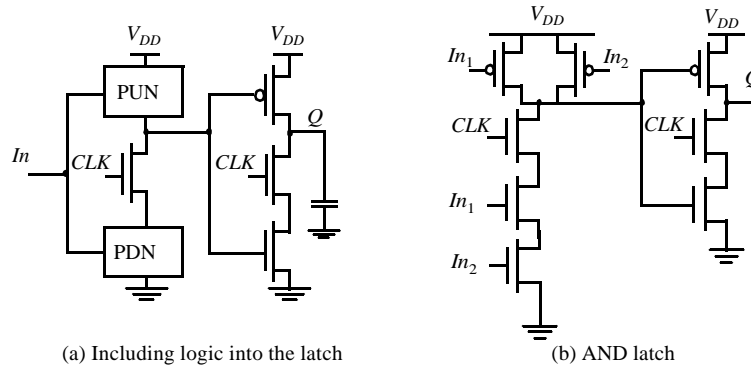 V_DD
V_DD
PUN
In
CLK
CLK
Q
PDN
(a) Including logic into the latch
V_DD
V_DD
In_1
In_2
CLK
CLK
Q
In_1
In_2
(b) AND latch